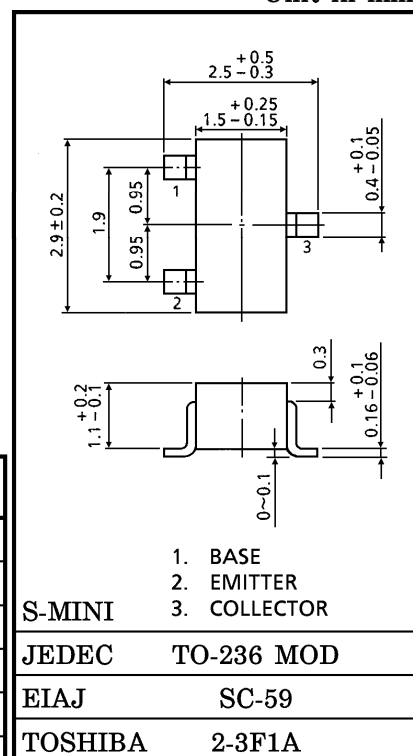 +0.5
2.5 -0.3
+0.25
1.5 -0.15
+0.1
0.4 -0.05
2.9 ±0.2
1.9
0.95
0.95
1
2
3
+0.2
1.1 -0.1
0.3
+0.1
0.16 -0.06
0~0.1
1. BASE
2. EMITTER
3. COLLECTOR
S-MINI
JEDEC TO-236 MOD
EIAJ SC-59
TOSHIBA 2-3F1A